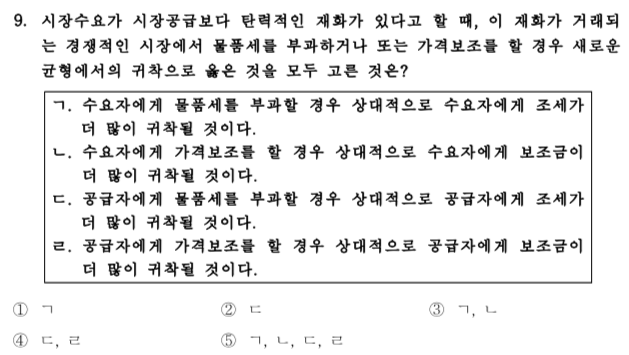 9. 시장수요가 시장공급보다 탄력적인 재화가 있다고 할 때, 이 재화가 거래되
는 경쟁적인 시장에서 물품세를 부과하거나 또는 가격보조를 할 경우 새로운
균형에서의 귀착으로 옳은 것을 모두 고른 것은?
ㄱ. 수요자에게 물품세를 부과할 경우 상대적으로 수요자에게 조세가
더 많이 귀착될 것이다.
ㄴ. 수요자에게 가격보조를 할 경우 상대적으로 수요자에게 보조금이
더 많이 귀착될 것이다.
ㄷ. 공급자에게 물품세를 부과할 경우 상대적으로 공급자에게 조세가
더 많이 귀착될 것이다.
ㄹ. 공급자에게 가격보조를 할 경우 상대적으로 공급자에게 보조금이
더 많이 귀착될 것이다.
① ㄱ ② ㄷ ③ ㄱ, ㄴ
④ ㄷ, ㄹ ⑤ ㄱ, ㄴ, ㄷ, ㄹ